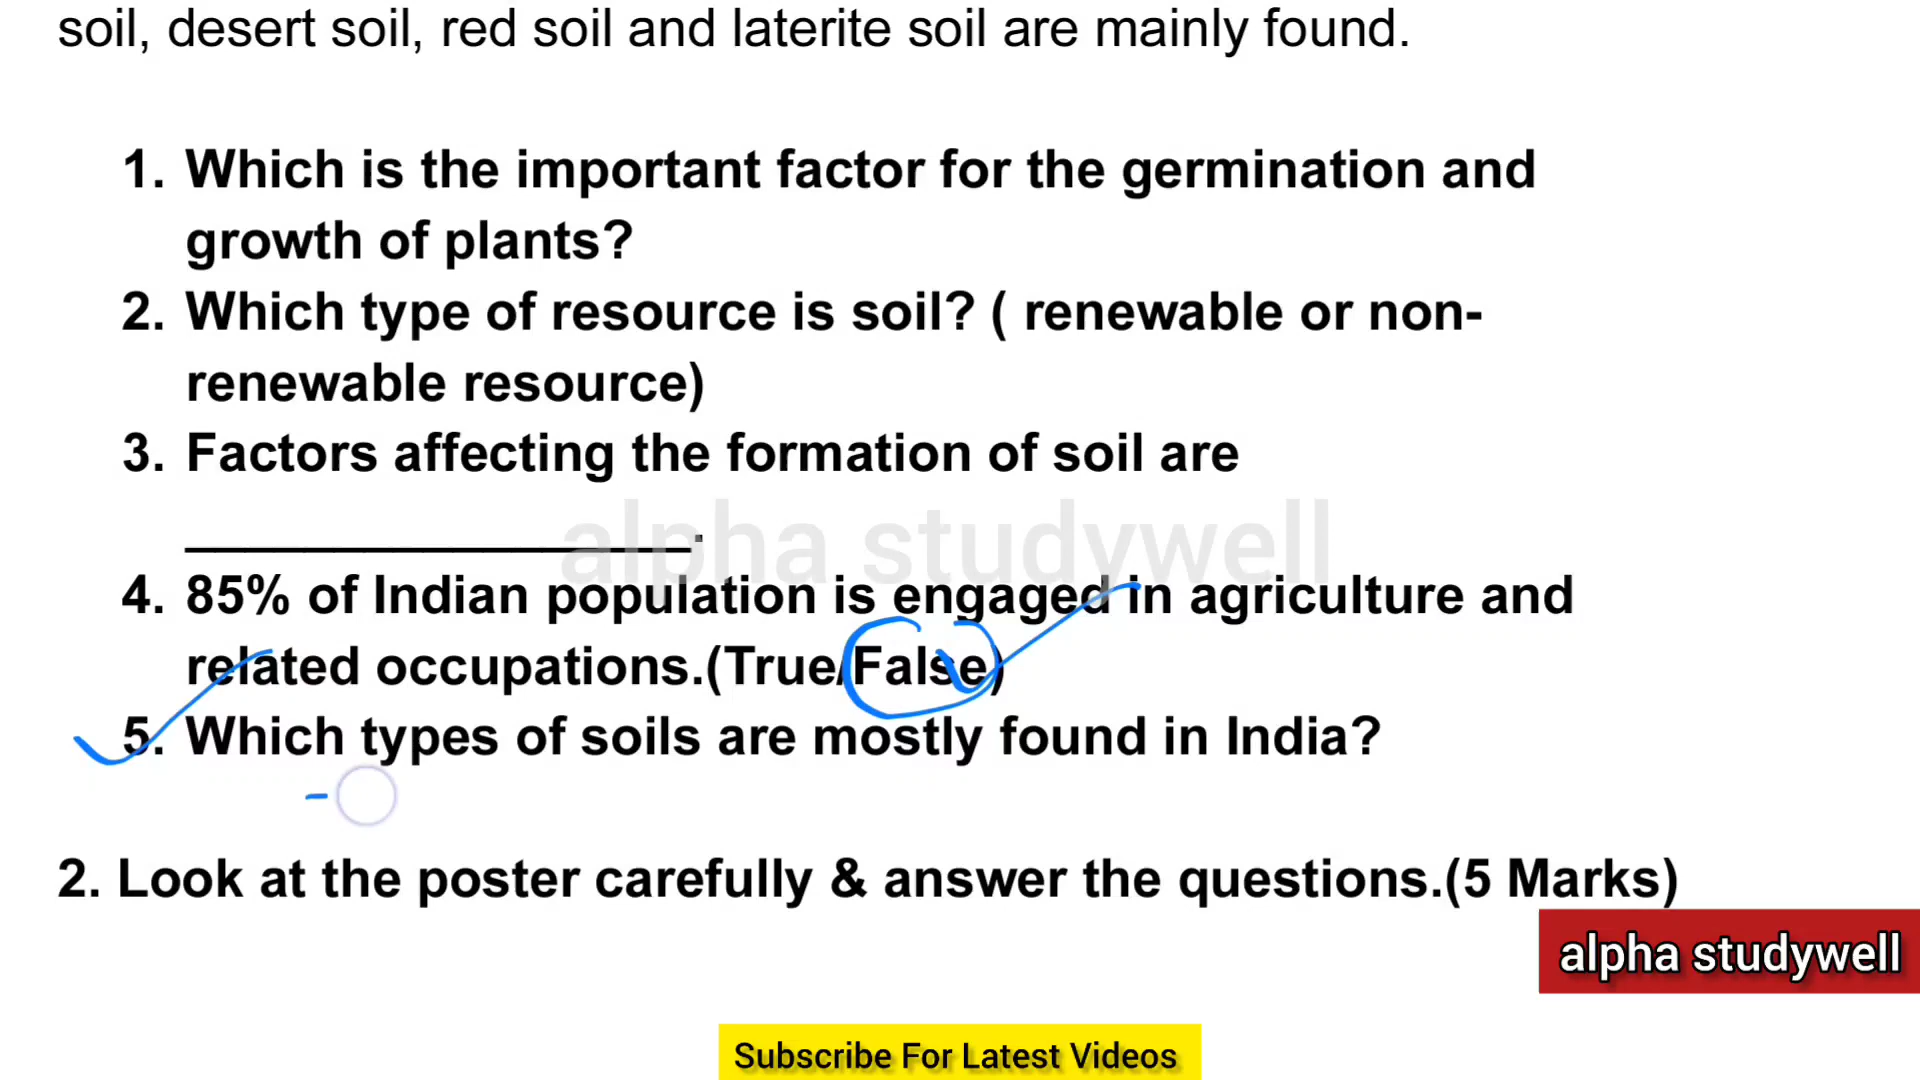 soil, desert soil, red soil and laterite soil are mainly found.
1. Which is the important factor for the germination and
growth of plants?
2. Which type of resource is soil? ( renewable or non-
renewable resource)
3. Factors affecting the formation of soil are
___________________.
alpha studywell
4. 85% of Indian population is engaged in agriculture and
related occupations.(True/False)
5. Which types of soils are mostly found in India?
2. Look at the poster carefully & answer the questions.(5 Marks)
alpha studywell
Subscribe For Latest Videos